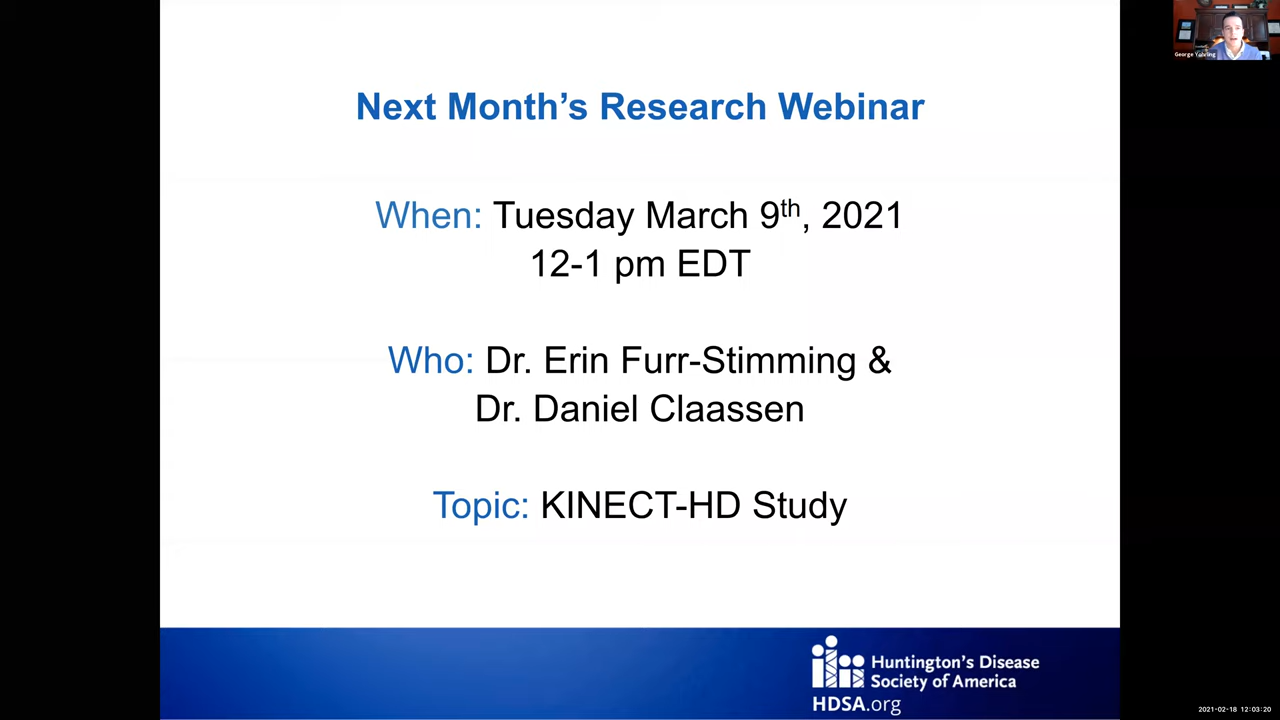 George Yohrling
Next Month's Research Webinar
When: Tuesday March 9th, 2021
12-1 pm EDT
Who: Dr. Erin Furr-Stimming &
Dr. Daniel Claassen
Topic: KINECT-HD Study
Huntington's Disease
Society of America
HDSA.org
2021-02-18 12:03:20